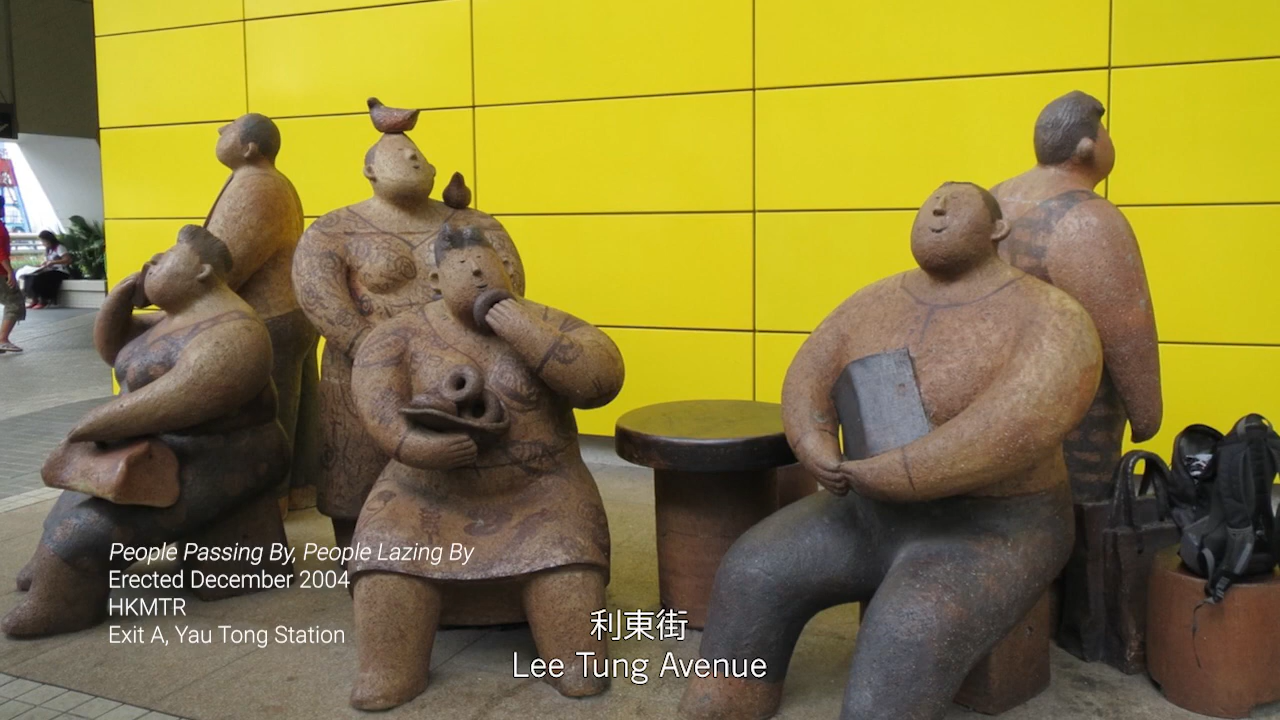 People Passing By, People Lazing By
Erected December 2004
HKMTR
Exit A, Yau Tong Station
利東街
Lee Tung Avenue